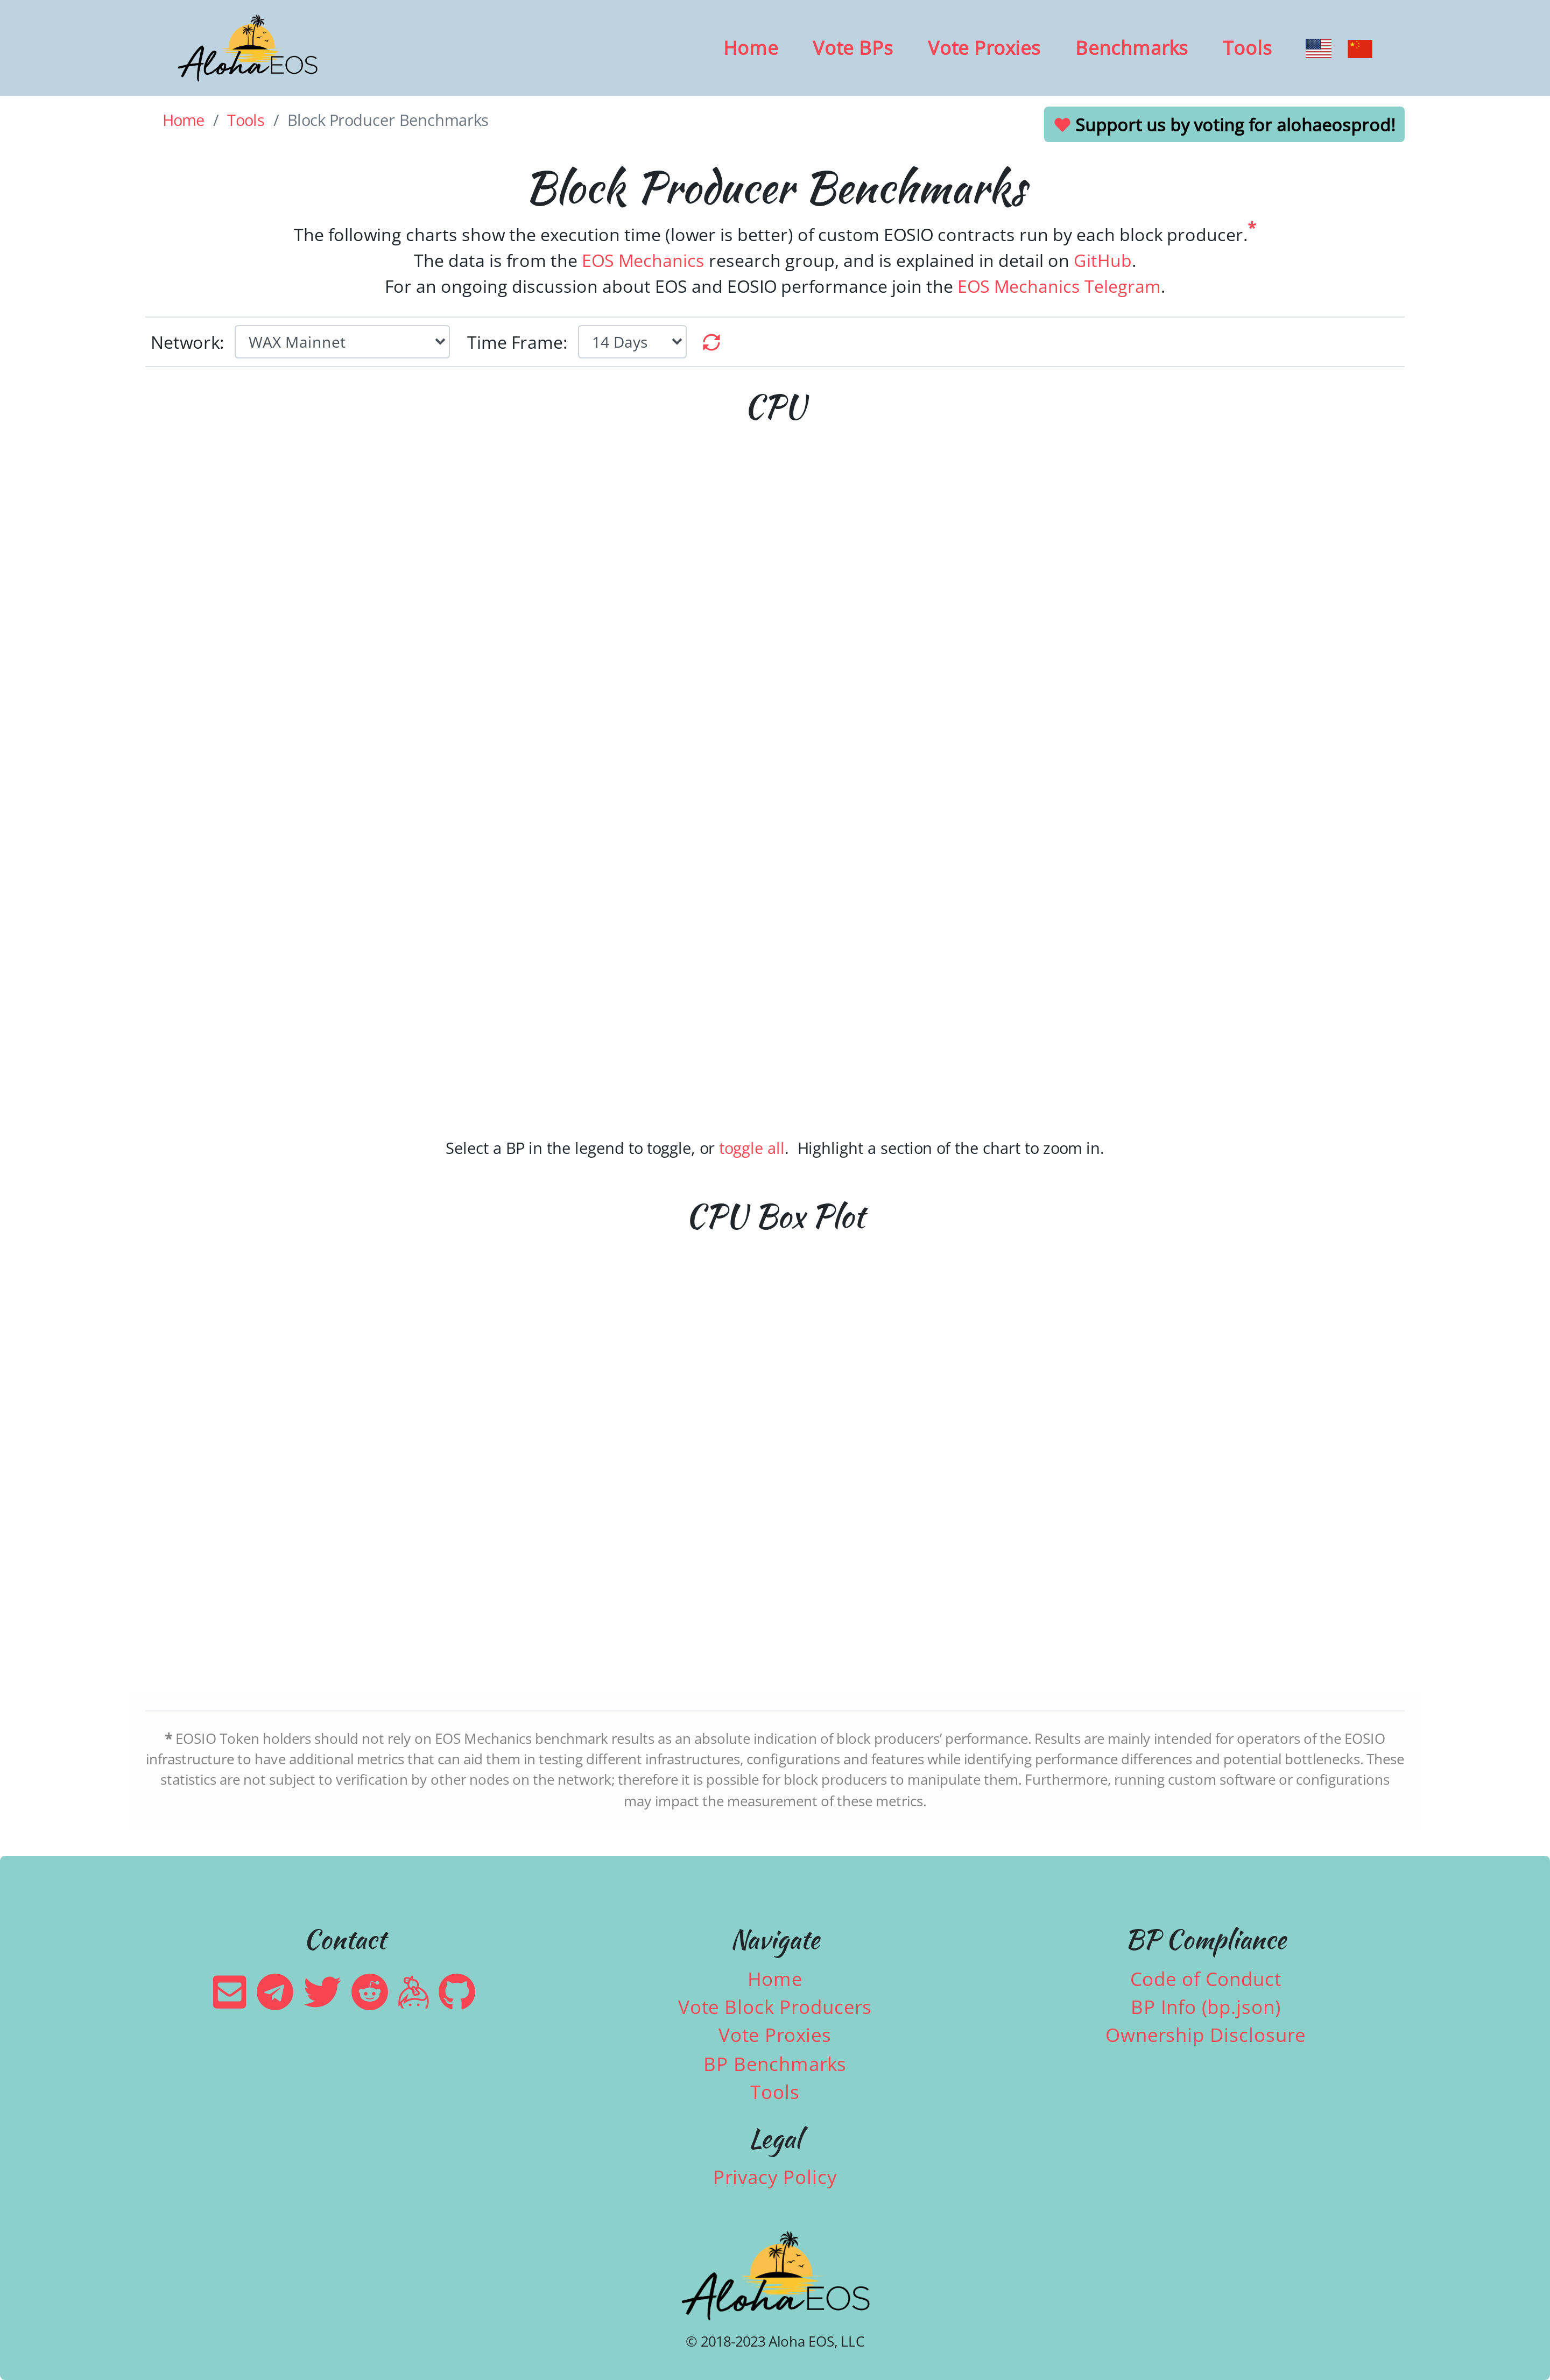 Aloha EOS
Home Vote BPs Vote Proxies Benchmarks Tools
Home / Tools / Block Producer Benchmarks
Support us by voting for alohaeosprod!
Block Producer Benchmarks
The following charts show the execution time (lower is better) of custom EOSIO contracts run by each block producer.*
The data is from the EOS Mechanics research group, and is explained in detail on GitHub.
For an ongoing discussion about EOS and EOSIO performance join the EOS Mechanics Telegram.
Network: WAX Mainnet Time Frame: 14 Days
CPU
Select a BP in the legend to toggle, or toggle all. Highlight a section of the chart to zoom in.
CPU Box Plot
* EOSIO Token holders should not rely on EOS Mechanics benchmark results as an absolute indication of block producers’ performance. Results are mainly intended for operators of the EOSIO
infrastructure to have additional metrics that can aid them in testing different infrastructures, configurations and features while identifying performance differences and potential bottlenecks. These
statistics are not subject to verification by other nodes on the network; therefore it is possible for block producers to manipulate them. Furthermore, running custom software or configurations
may impact the measurement of these metrics.
Contact
Navigate
Home
Vote Block Producers
Vote Proxies
BP Benchmarks
Tools
Legal
Privacy Policy
BP Compliance
Code of Conduct
BP Info (bp.json)
Ownership Disclosure
Aloha EOS
© 2018-2023 Aloha EOS, LLC